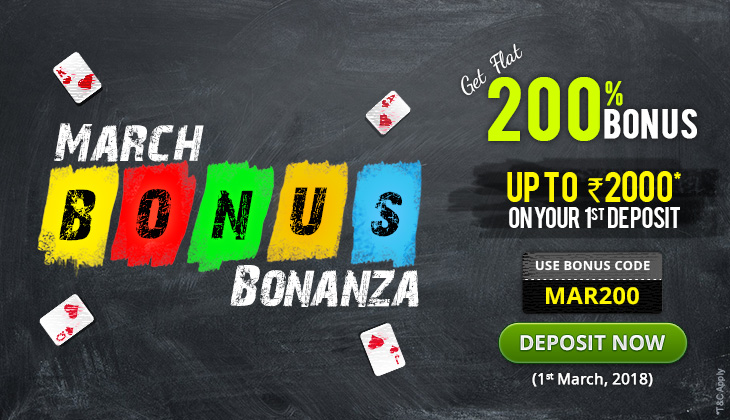 MARCH
BONUS
BONANZA
Get Flat
200% BONUS
UP TO ₹2000*
ON YOUR 1ST DEPOSIT
USE BONUS CODE
MAR200
DEPOSIT NOW
(1st March, 2018)
*T&C Apply